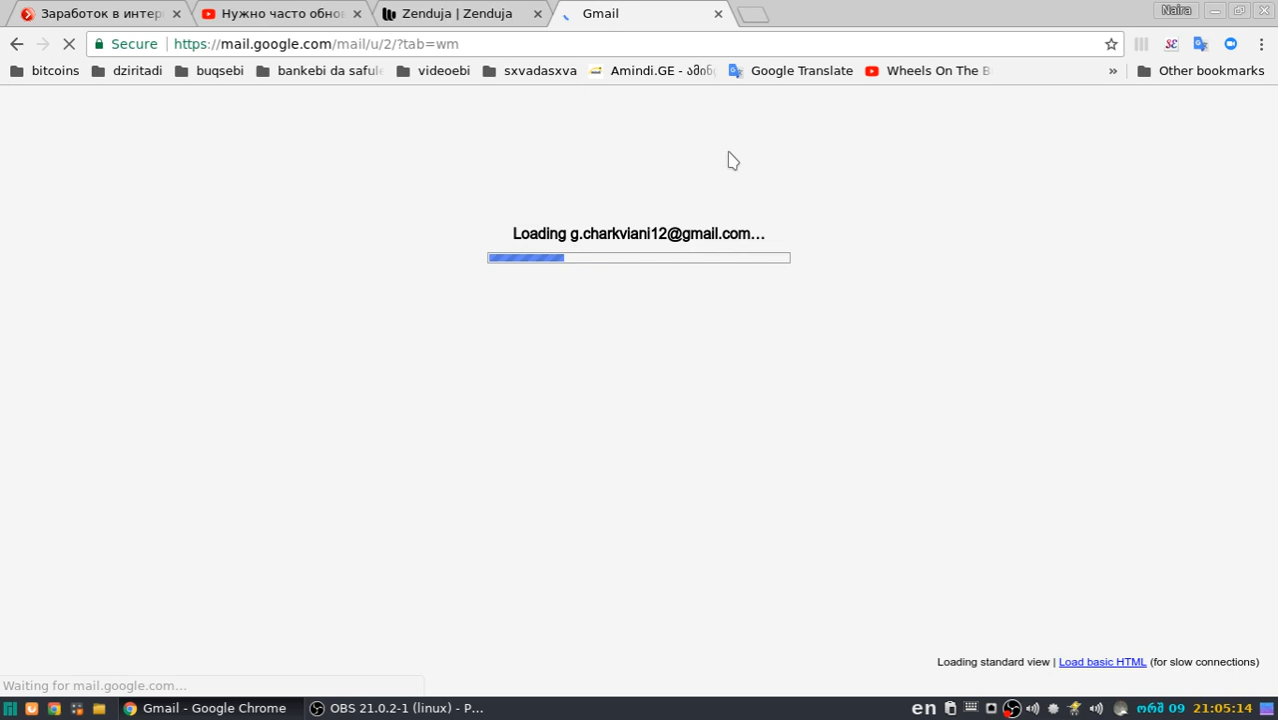 Заработок в интер
Нужно часто обнов
Zenduja | Zenduja
Gmail
Naira
Secure
https://mail.google.com/mail/u/2/?tab=wm
bitcoins
dziritadi
buqsebi
bankebi da safule
videoebi
sxvadasxva
Amindi.GE - ამინდ
Google Translate
Wheels On The B
»
Other bookmarks
Loading g.charkviani12@gmail.com…
Loading standard view | Load basic HTML (for slow connections)
Waiting for mail.google.com...
Gmail - Google Chrome
OBS 21.0.2-1 (linux) - P...
en
ორშ 09
21:05:14